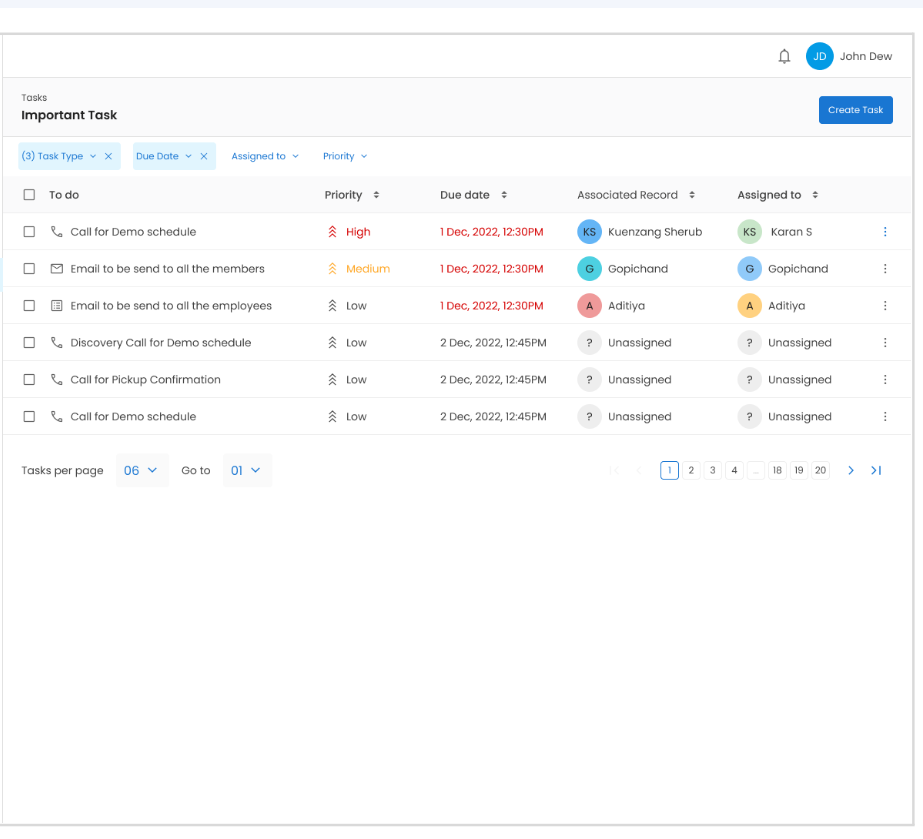 JD John Dew
Tasks
Important Task
Create Task
(3) Task Type Due Date Assigned to Priority
To do Priority Due date Associated Record Assigned to
Call for Demo schedule High 1 Dec, 2022, 12:30PM KS Kuenzang Sherub KS Karan S
Email to be send to all the members Medium 1 Dec, 2022, 12:30PM G Gopichand G Gopichand
Email to be send to all the employees Low 1 Dec, 2022, 12:30PM A Aditiya A Aditiya
Discovery Call for Demo schedule Low 2 Dec, 2022, 12:45PM ? Unassigned ? Unassigned
Call for Pickup Confirmation Low 2 Dec, 2022, 12:45PM ? Unassigned ? Unassigned
Call for Demo schedule Low 2 Dec, 2022, 12:45PM ? Unassigned ? Unassigned
Tasks per page 06 Go to 01 1 2 3 4 ... 18 19 20